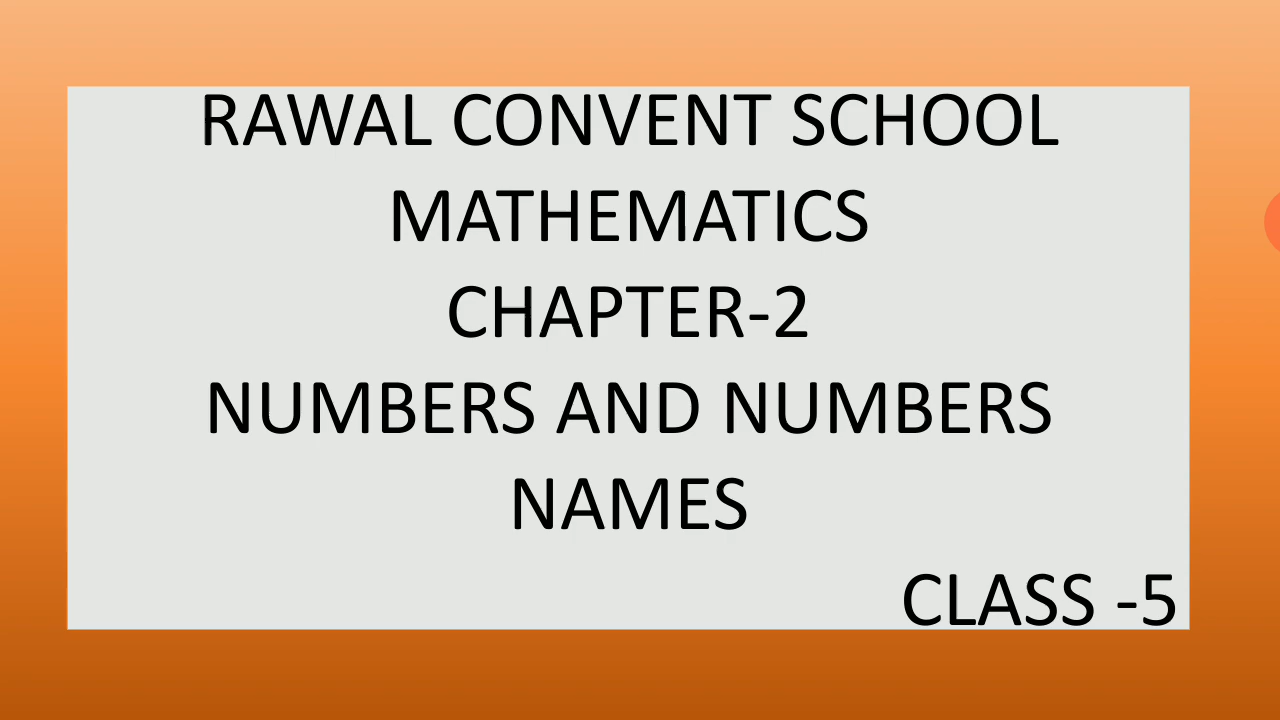 RAWAL CONVENT SCHOOL
MATHEMATICS
CHAPTER-2
NUMBERS AND NUMBERS
NAMES
CLASS -5